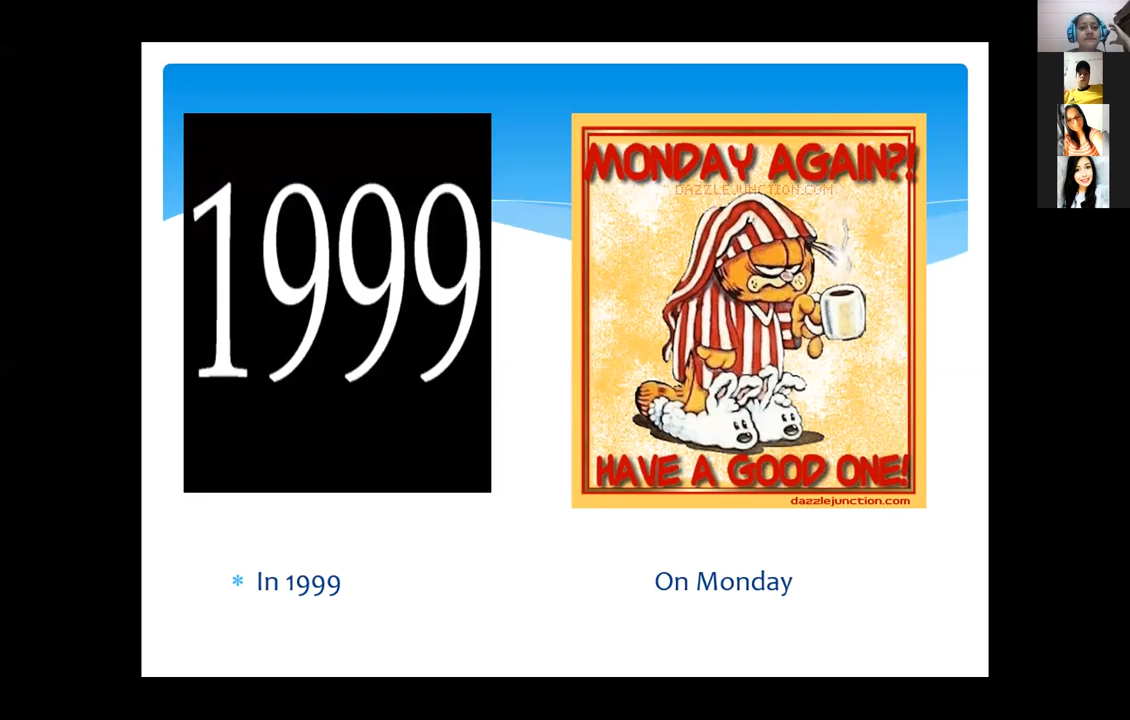 1999
MONDAY AGAIN?!
DAZZLEJUNCTION.COM
HAVE A GOOD ONE!
dazzlejunction.com
* In 1999
On Monday